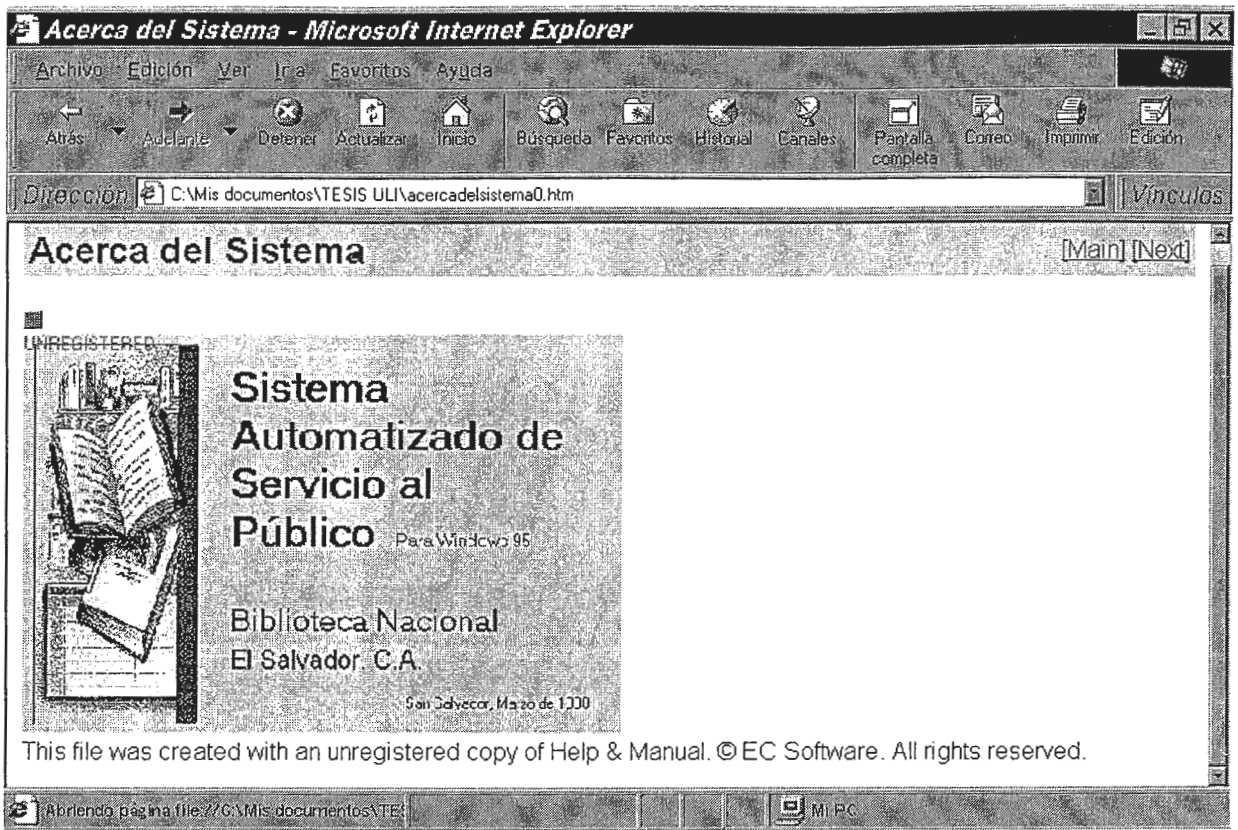 Acerca del Sistema - Microsoft Internet Explorer
Archivo Edición Ver Ir a Favoritos Ayuda
Atrás Adelante Detener Actualizar Inicio Búsqueda Favoritos Historial Canales Pantalla completa Correo Imprimir Edición
Dirección C:\Mis documentos\TESIS ULI\acercadelsistema0.htm Vínculos
Acerca del Sistema [Main] [Next]
UNREGISTERED
Sistema
Automatizado de
Servicio al
Público Para Windows 95
Biblioteca Nacional
El Salvador, C.A.
San Salvador, Marzo de
This file was created with an unregistered copy of Help & Manual. © EC Software. All rights reserved.
Abriendo página file://C:\Mis documentos\TES Mi PC